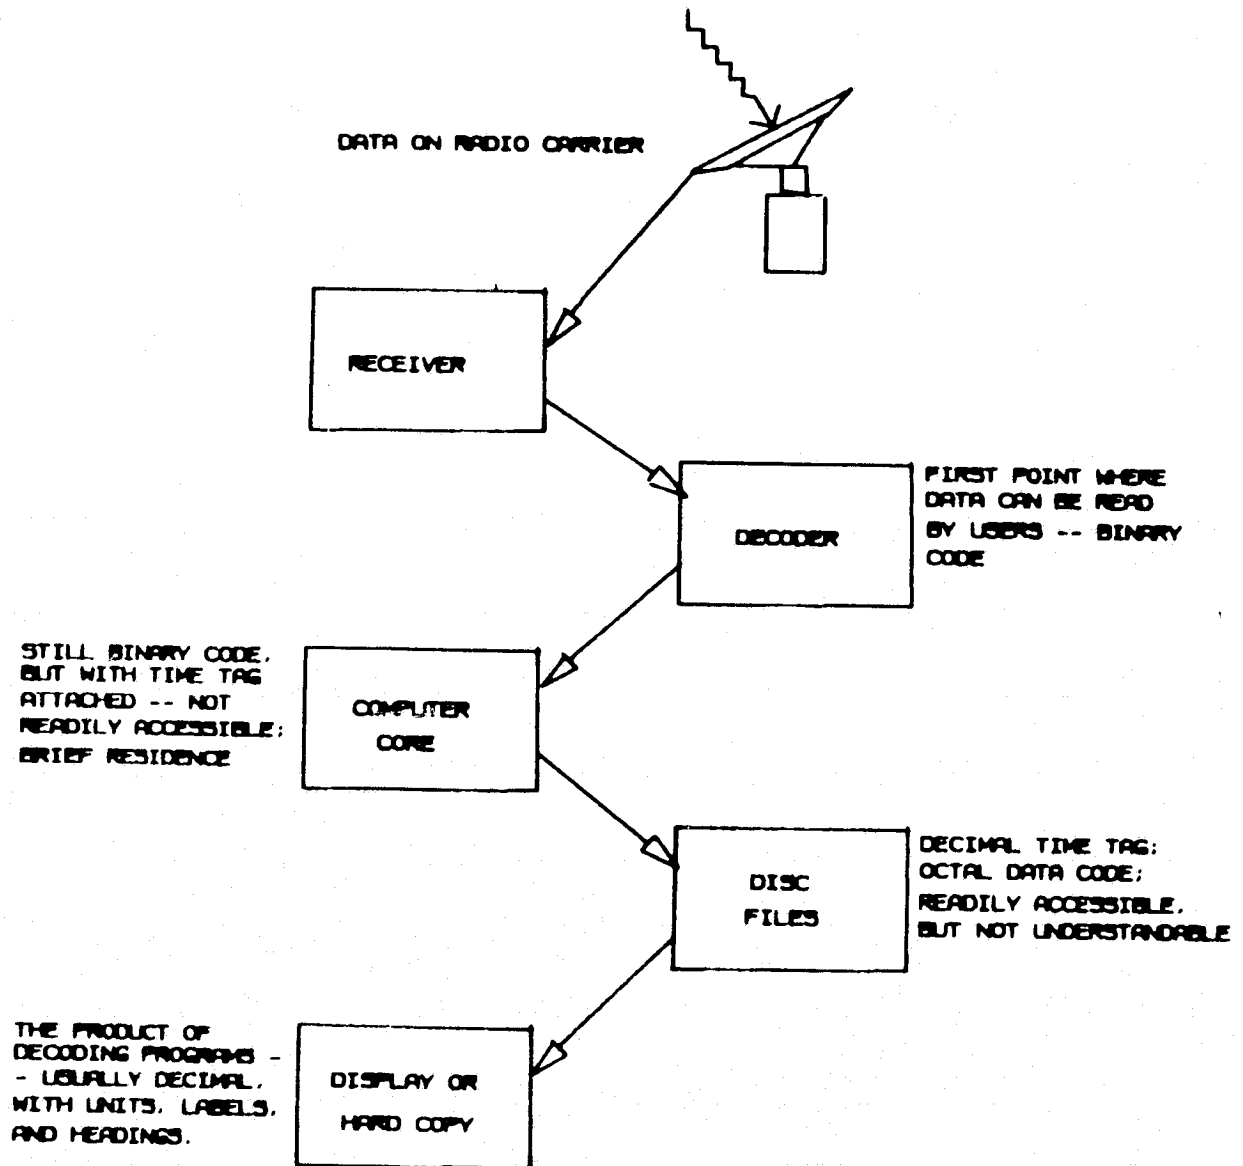 DATA ON RADIO CARRIER
RECEIVER
DECODER
FIRST POINT WHERE
DATA CAN BE READ
BY USERS -- BINARY
CODE
STILL BINARY CODE,
BUT WITH TIME TAG
ATTACHED -- NOT
READILY ACCESSIBLE;
BRIEF RESIDENCE
COMPUTER
CORE
DISC
FILES
DECIMAL TIME TAG;
OCTAL DATA CODE;
READILY ACCESSIBLE,
BUT NOT UNDERSTANDABLE
THE PRODUCT OF
DECODING PROGRAMS -
- USUALLY DECIMAL,
WITH UNITS, LABELS,
AND HEADINGS.
DISPLAY OR
HARD COPY